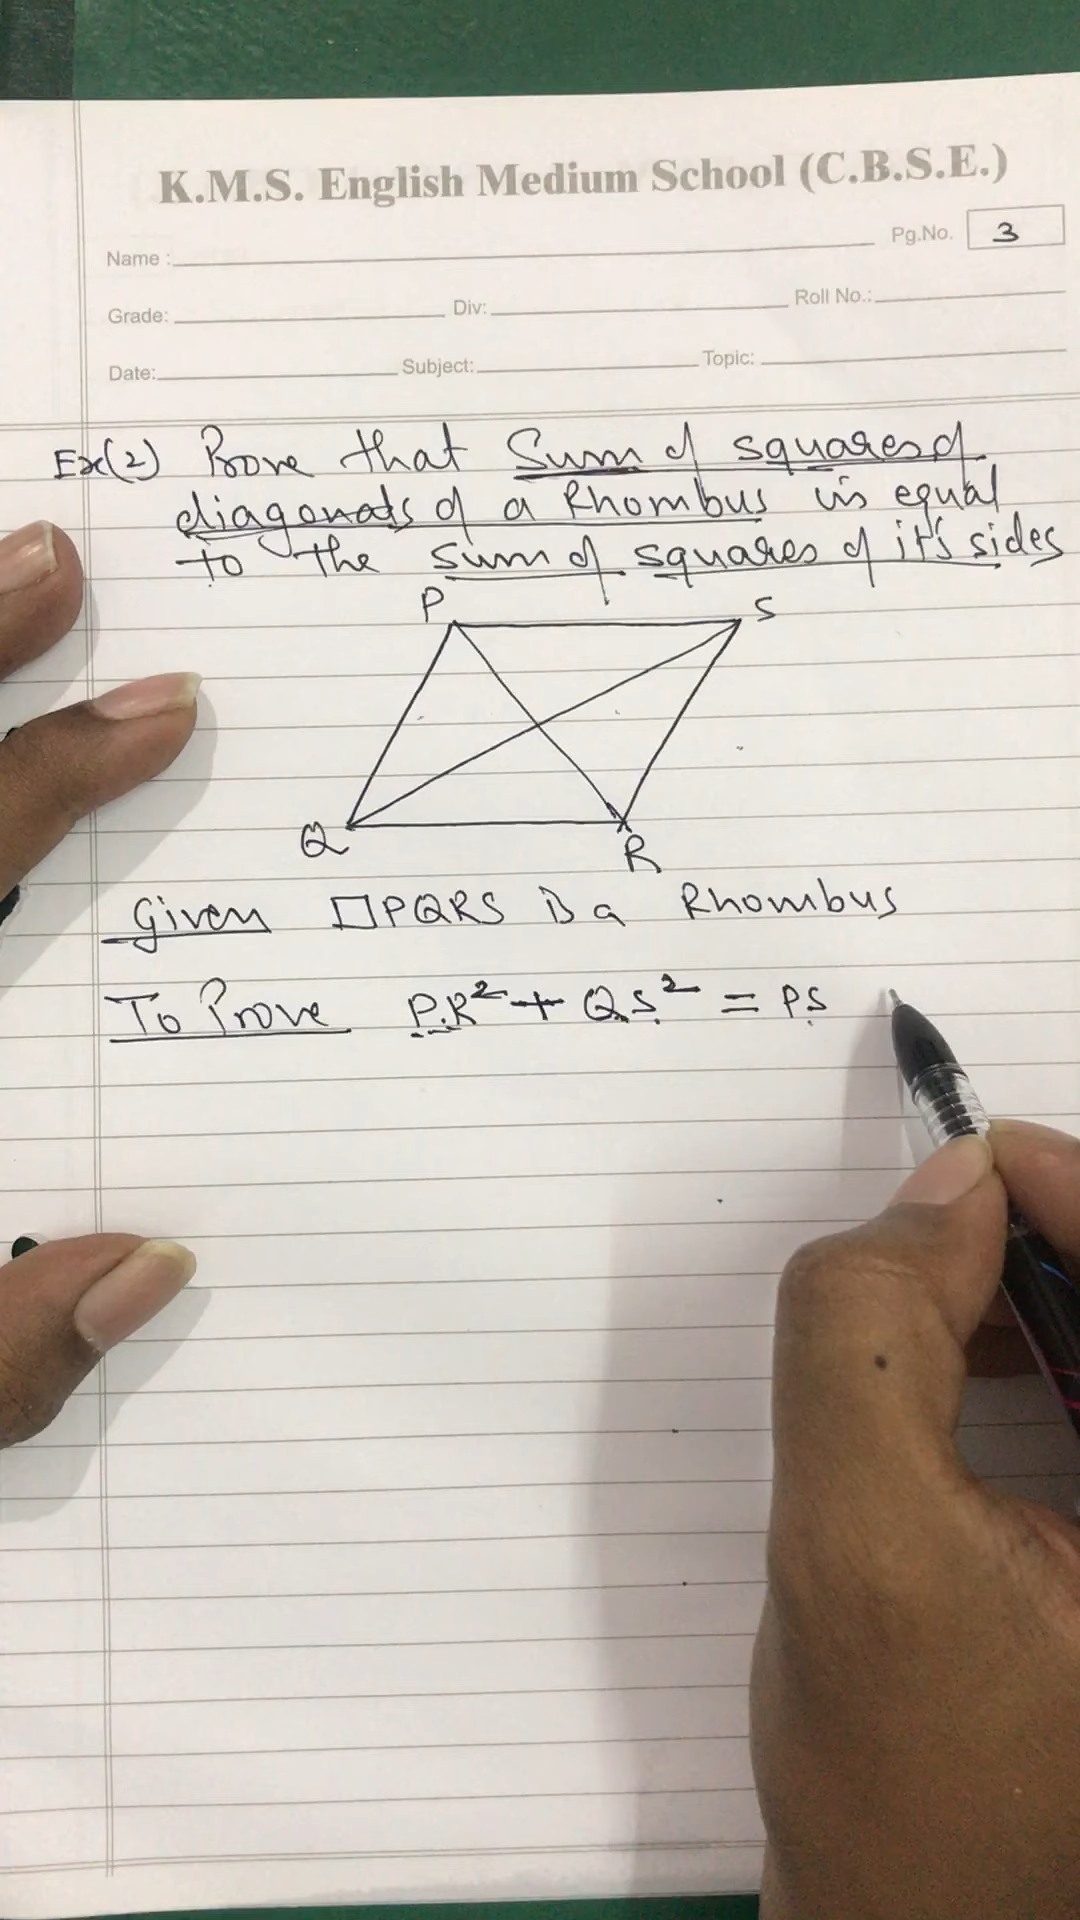 K.M.S. English Medium School (C.B.S.E.)
Pg.No. 3
Name :
Grade: Div: Roll No.:
Date: Subject: Topic:
Ex(2) Prove that Sum of squares of
diagonals of a Rhombus is equal
to the sum of squares of it's sides
P S
Q R
Given □PQRS is a Rhombus
To Prove PR² + QS² = PS